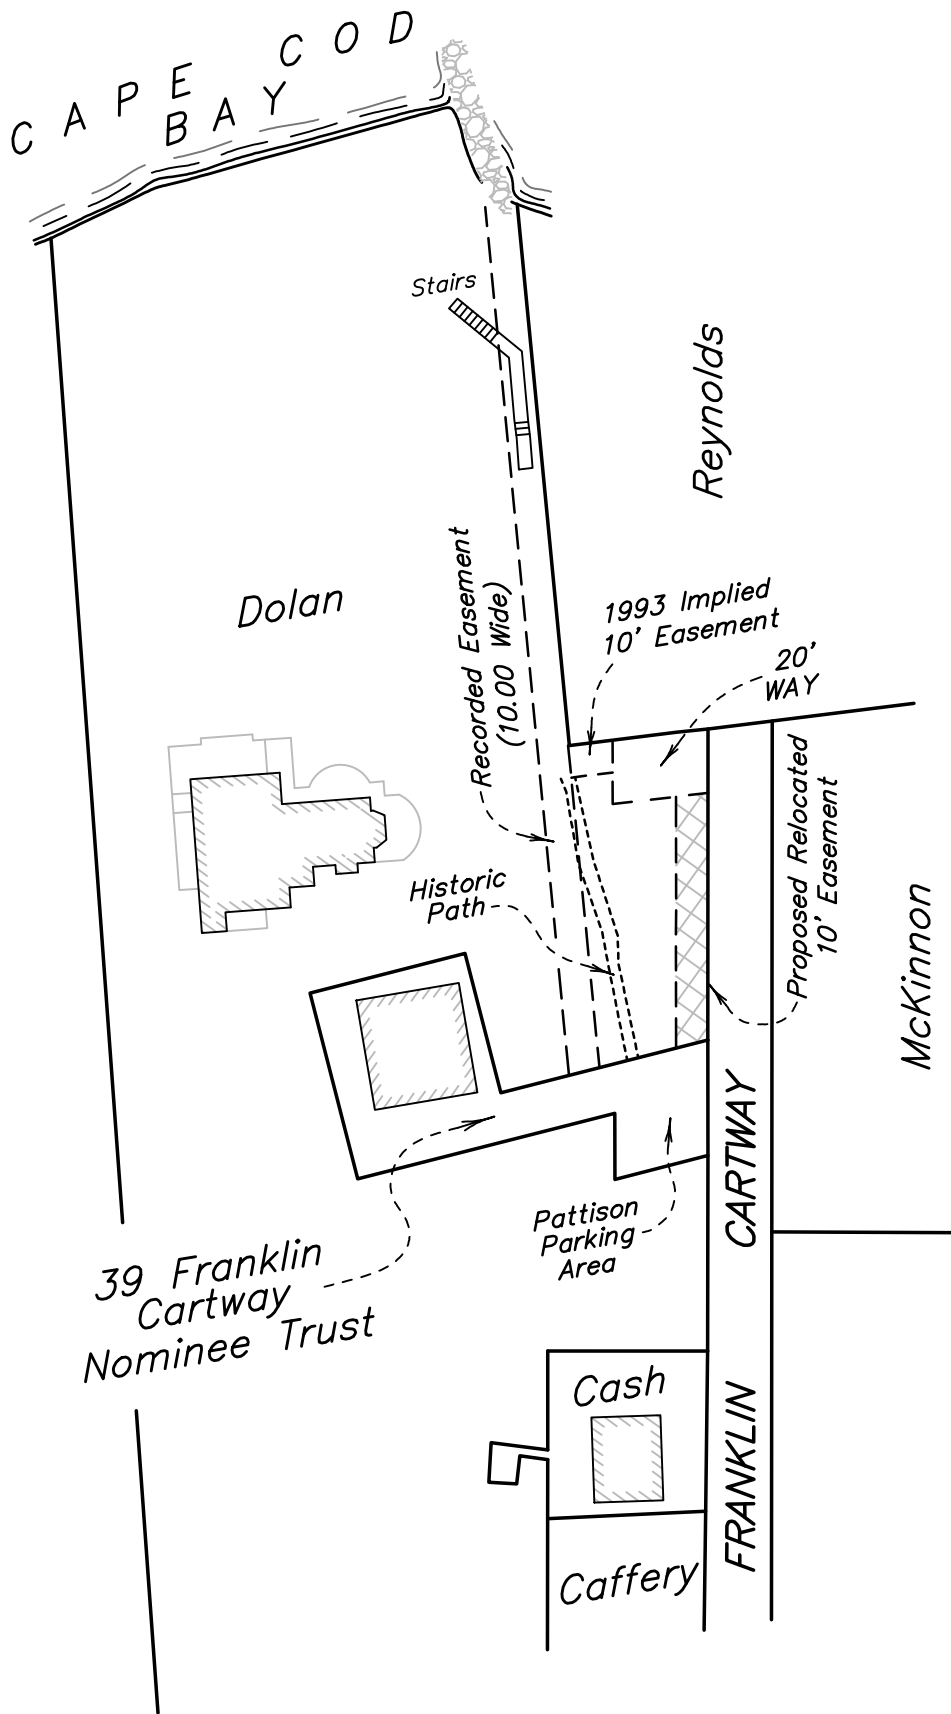 CAPE COD
BAY
Stairs
Reynolds
Dolan
Recorded Easement
(10.00 Wide)
1993 Implied
10' Easement
20'
WAY
Proposed Relocated
10' Easement
Historic
Path
McKinnon
CARTWAY
Pattison
Parking
Area
39 Franklin
Cartway
Nominee Trust
Cash
FRANKLIN
Caffery